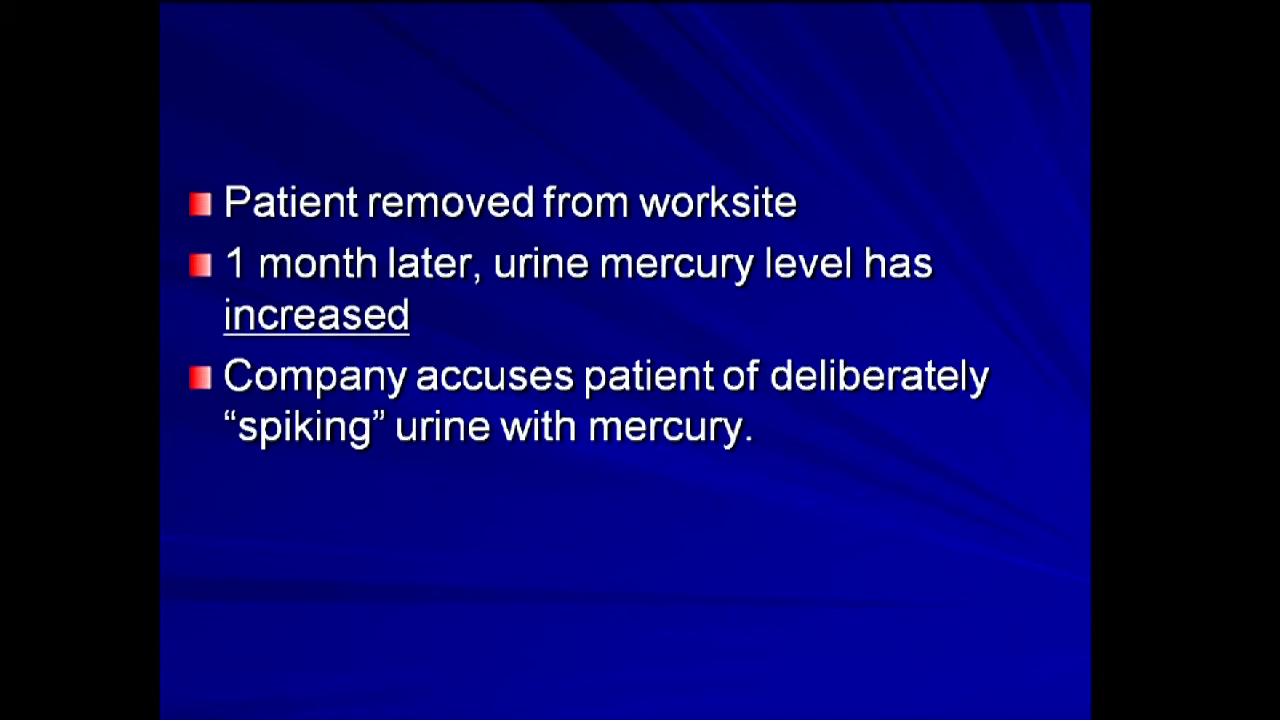 Patient removed from worksite
1 month later, urine mercury level has
increased
Company accuses patient of deliberately
“spiking” urine with mercury.